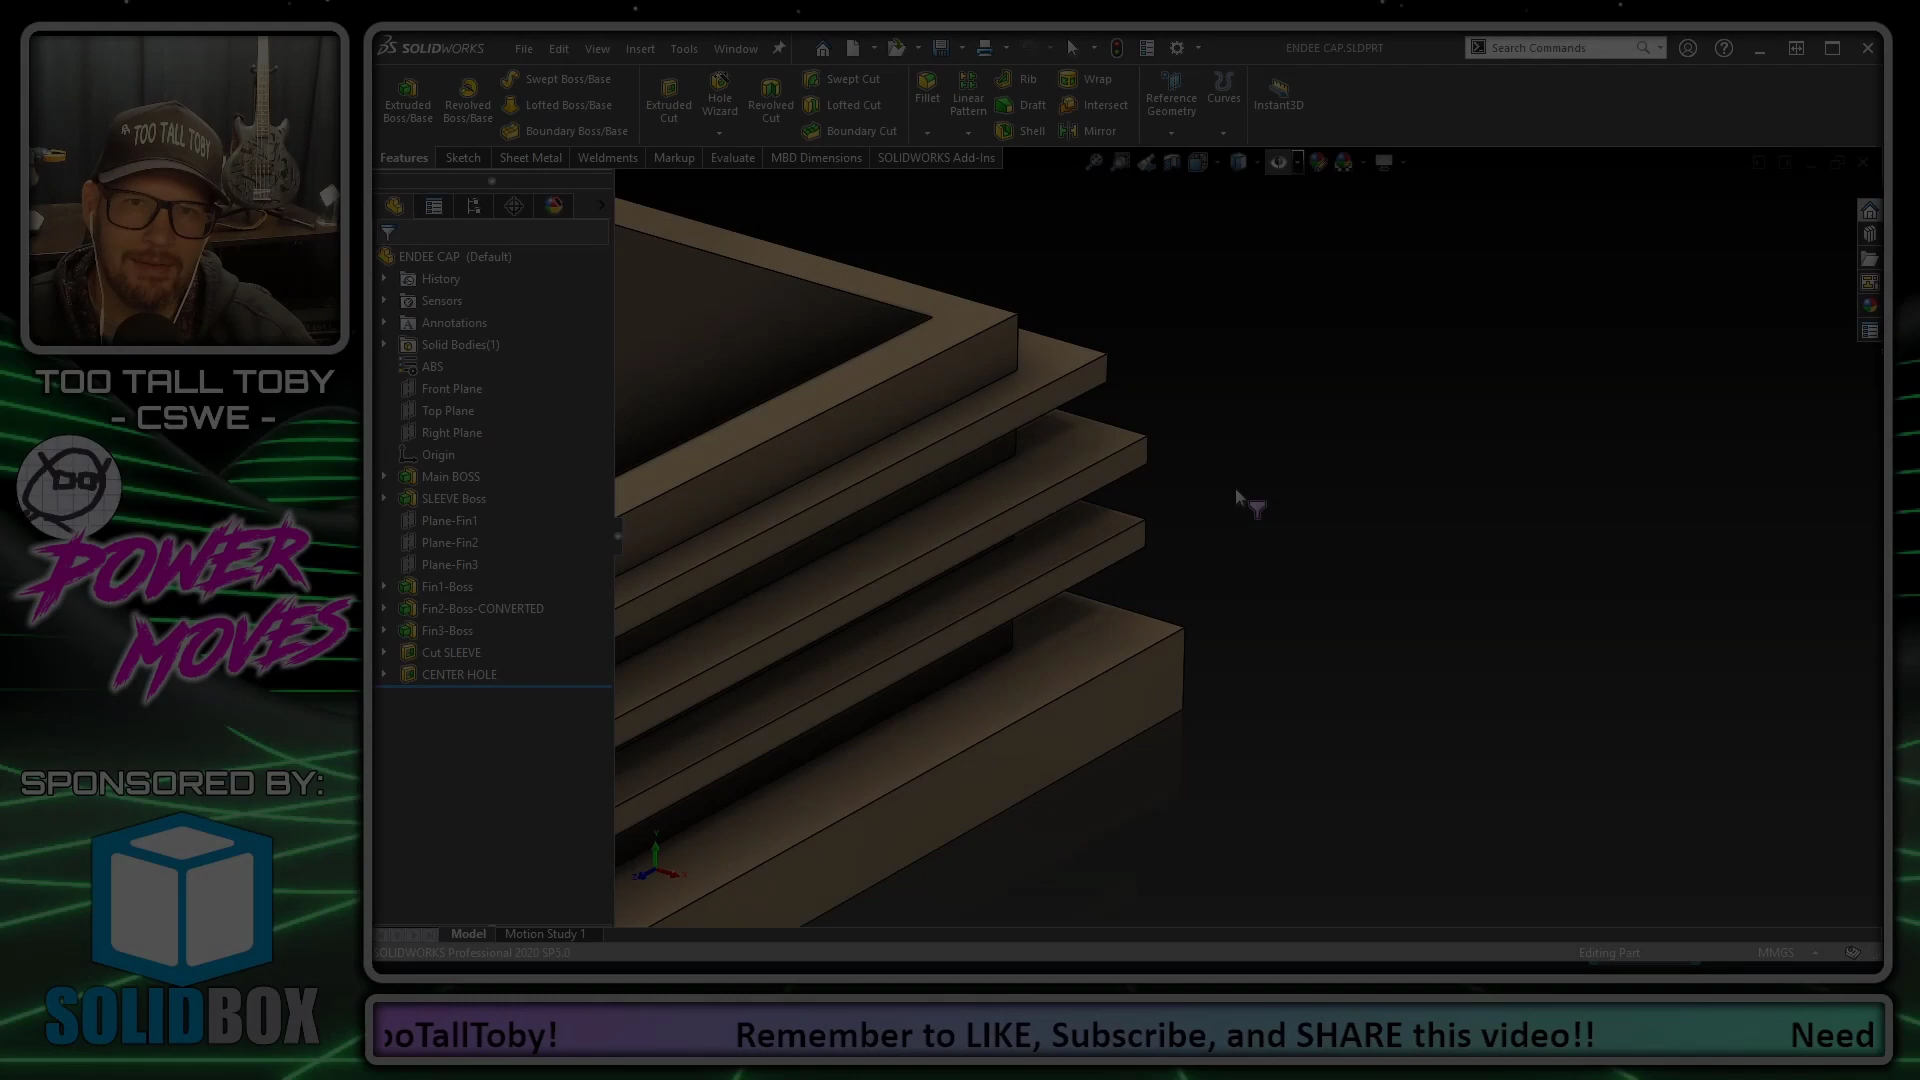 TOO TALL TOBY
TOO TALL TOBY
- CSWE -
POWER
MOVES
SPONSORED BY:
SOLIDBOX
SOLIDWORKS
File Edit View Insert Tools Window
ENDEE CAP.SLDPRT
Search Commands
Extruded Boss/Base
Revolved Boss/Base
Swept Boss/Base
Lofted Boss/Base
Boundary Boss/Base
Extruded Cut
Hole Wizard
Revolved Cut
Swept Cut
Lofted Cut
Boundary Cut
Fillet
Linear Pattern
Rib
Draft
Shell
Wrap
Intersect
Mirror
Reference Geometry
Curves
Instant3D
Features Sketch Sheet Metal Weldments Markup Evaluate MBD Dimensions SOLIDWORKS Add-Ins
ENDEE CAP (Default)
History
Sensors
Annotations
Solid Bodies(1)
ABS
Front Plane
Top Plane
Right Plane
Origin
Main BOSS
SLEEVE Boss
Plane-Fin1
Plane-Fin2
Plane-Fin3
Fin1-Boss
Fin2-Boss-CONVERTED
Fin3-Boss
Cut SLEEVE
CENTER HOLE
Y
Z
X
Model Motion Study 1
SOLIDWORKS Professional 2020 SP5.0
Editing Part
MMGS
ooTallToby! Remember to LIKE, Subscribe, and SHARE this video!! Need